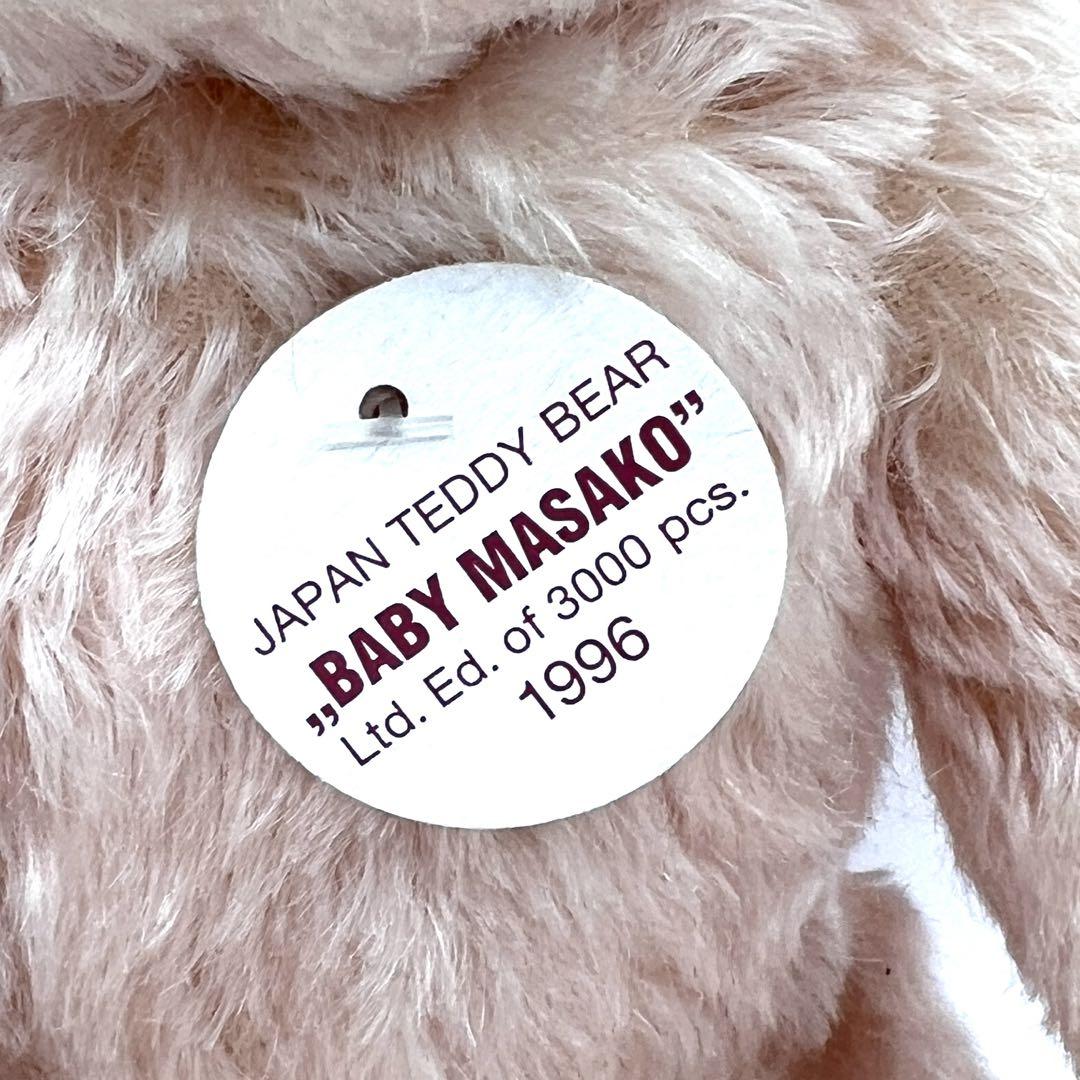 JAPAN TEDDY BEAR
„BABY MASAKO”
Ltd. Ed. of 3000 pcs.
1996